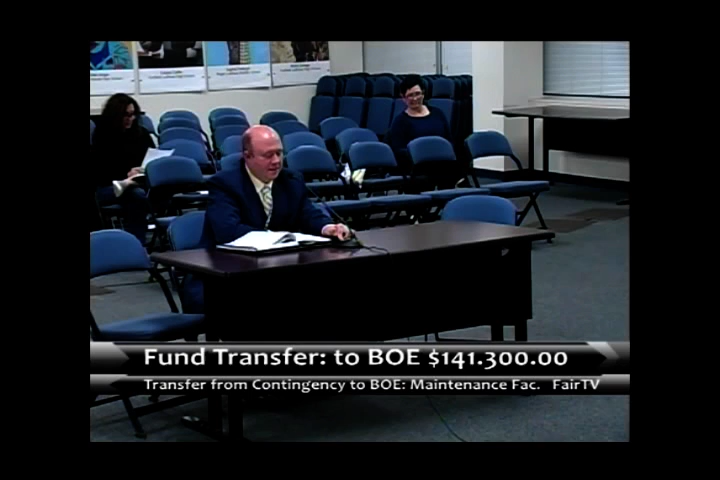 Fund Transfer: to BOE $141.300.00
Transfer from Contingency to BOE: Maintenance Fac. FairTV